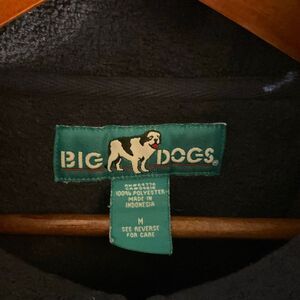 BIG DOGS®
100% POLYESTER
MADE IN
INDONESIA
M
SEE REVERSE
FOR CARE